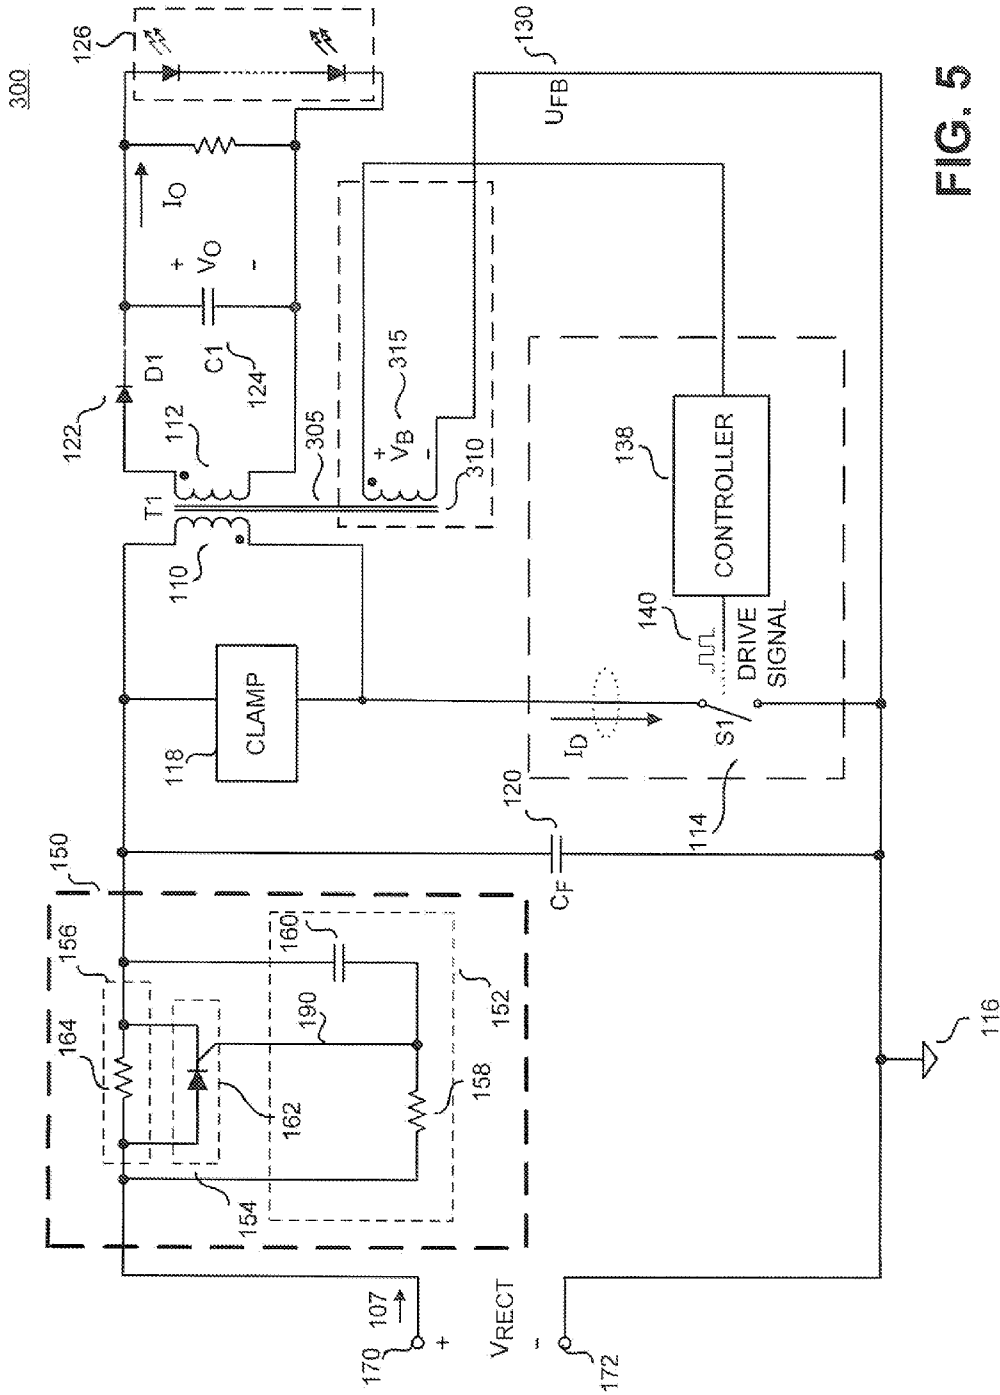 300
126
130
UFB
IO
+
VO
-
D1
C1
124
122
112
T1
110
305
+
VB
-
315
310
CLAMP
118
138
CONTROLLER
140
DRIVE
SIGNAL
ID
S1
114
120
CF
150
156
164
154
162
190
160
152
158
107
170
+
VRECT
-
172
116
FIG. 5